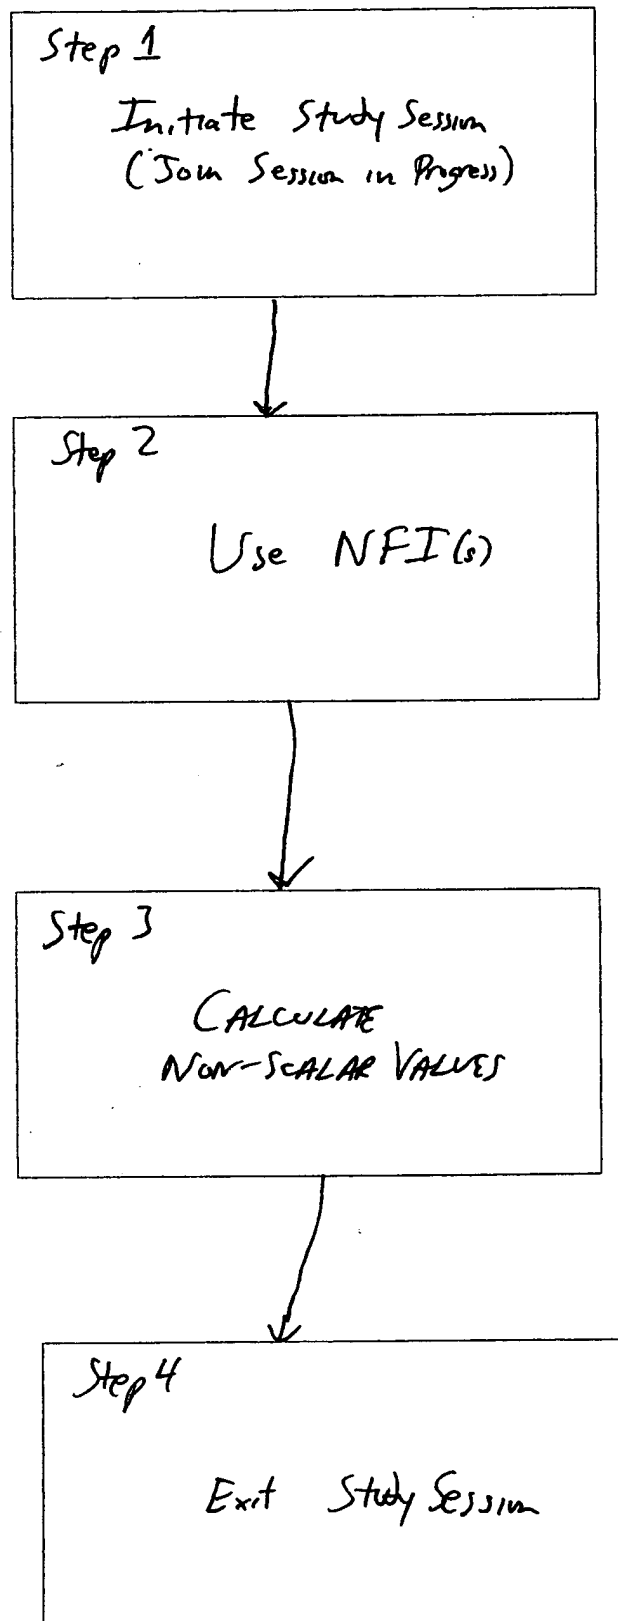 Step 1
Initiate Study Session
(Join Session in Progress)
Step 2
Use NFI(s)
Step 3
CALCULATE
NON-SCALAR VALUES
Step 4
Exit Study Session